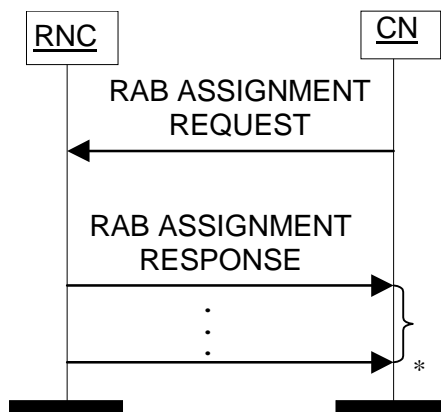 RNC
CN
RAB ASSIGNMENT
REQUEST
RAB ASSIGNMENT
RESPONSE
*